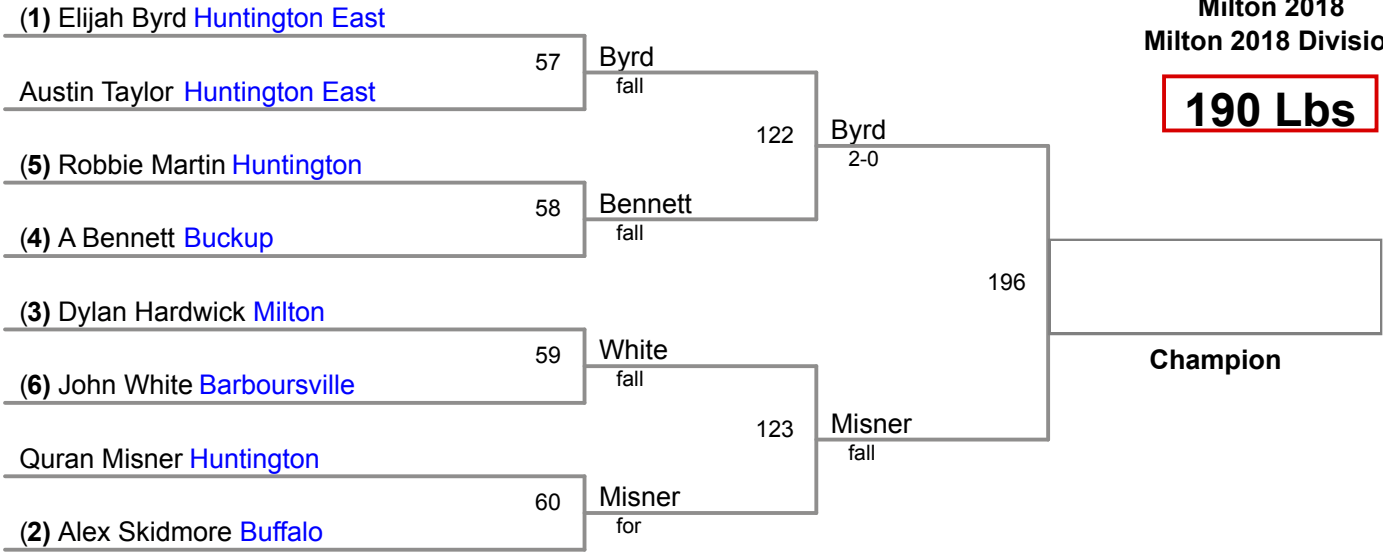 (1) Elijah Byrd Huntington East
Milton 2018
Milton 2018 Divisio
190 Lbs
57
Byrd
fall
Austin Taylor Huntington East
122
Byrd
2-0
(5) Robbie Martin Huntington
58
Bennett
fall
(4) A Bennett Buckup
196
(3) Dylan Hardwick Milton
59
White
fall
Champion
(6) John White Barboursville
123
Misner
fall
Quran Misner Huntington
60
Misner
for
(2) Alex Skidmore Buffalo